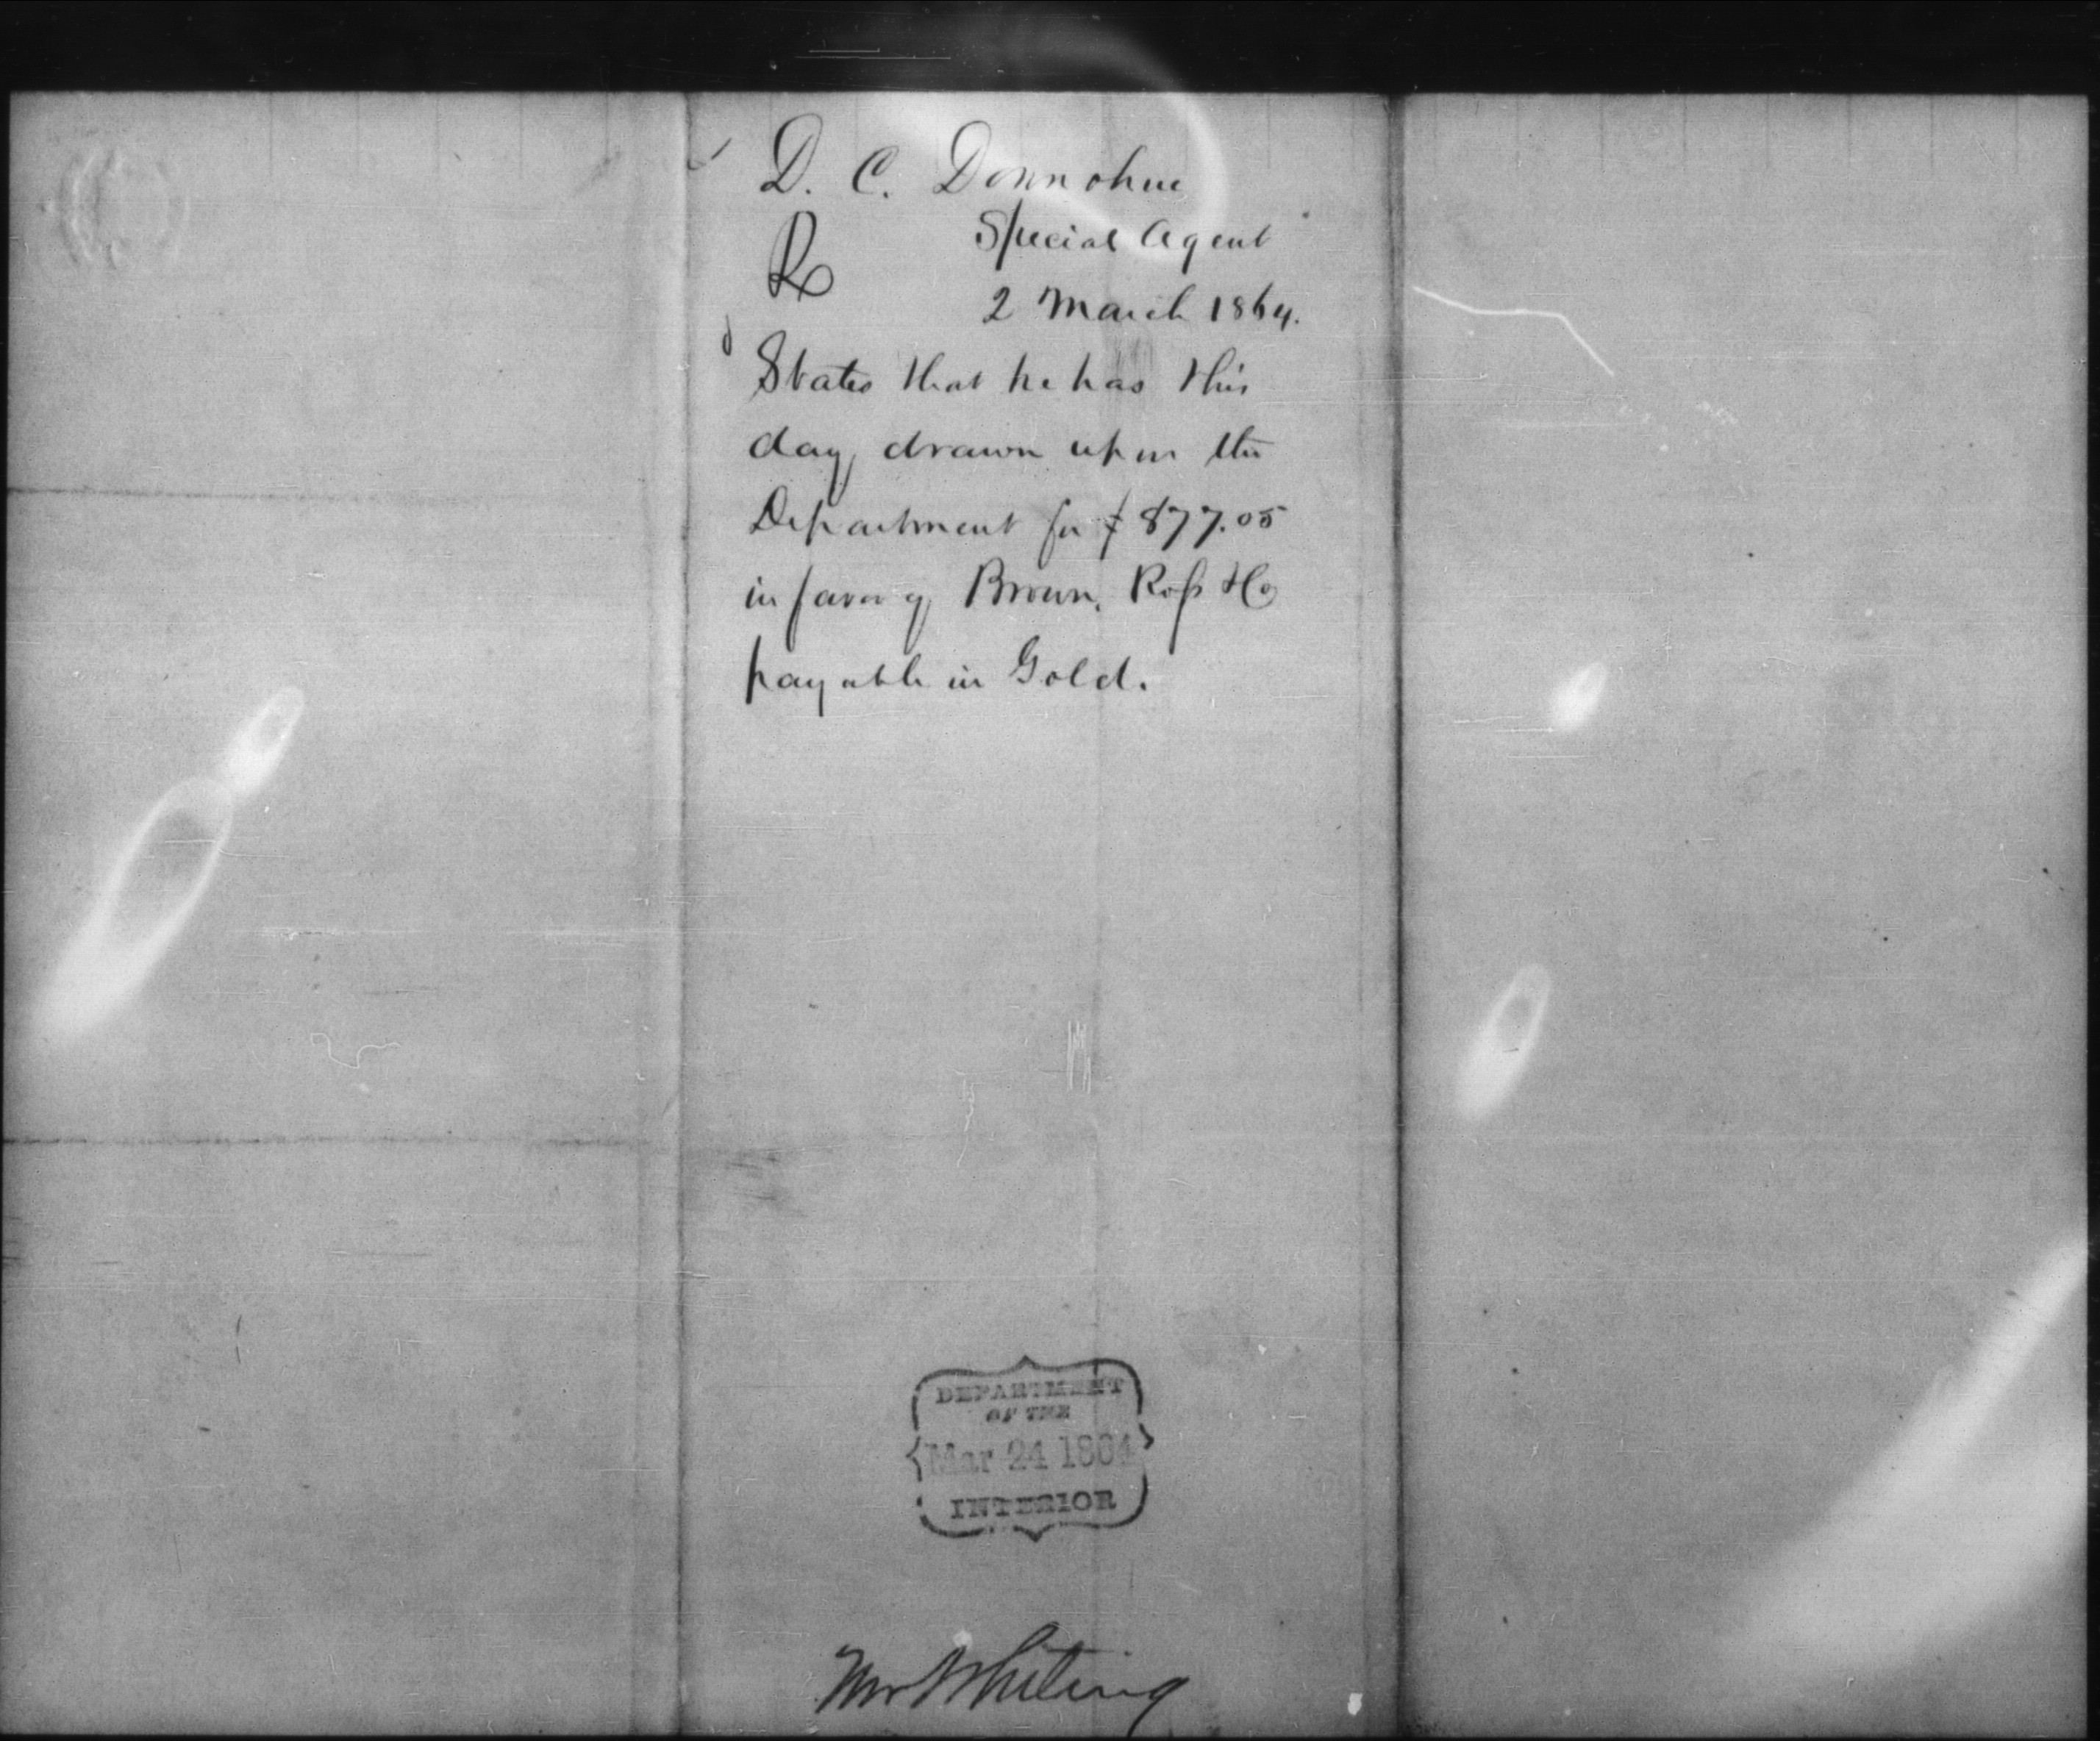 D. C. Donnohue
Special Agent
R
2 March 1864.
States that he has this
day drawn upon the
Department for $877.05
in favor of Brown, Ross & Co
payable in Gold.
DEPARTMENT
OF THE
Mar 24 1864
INTERIOR
Mr Whiting